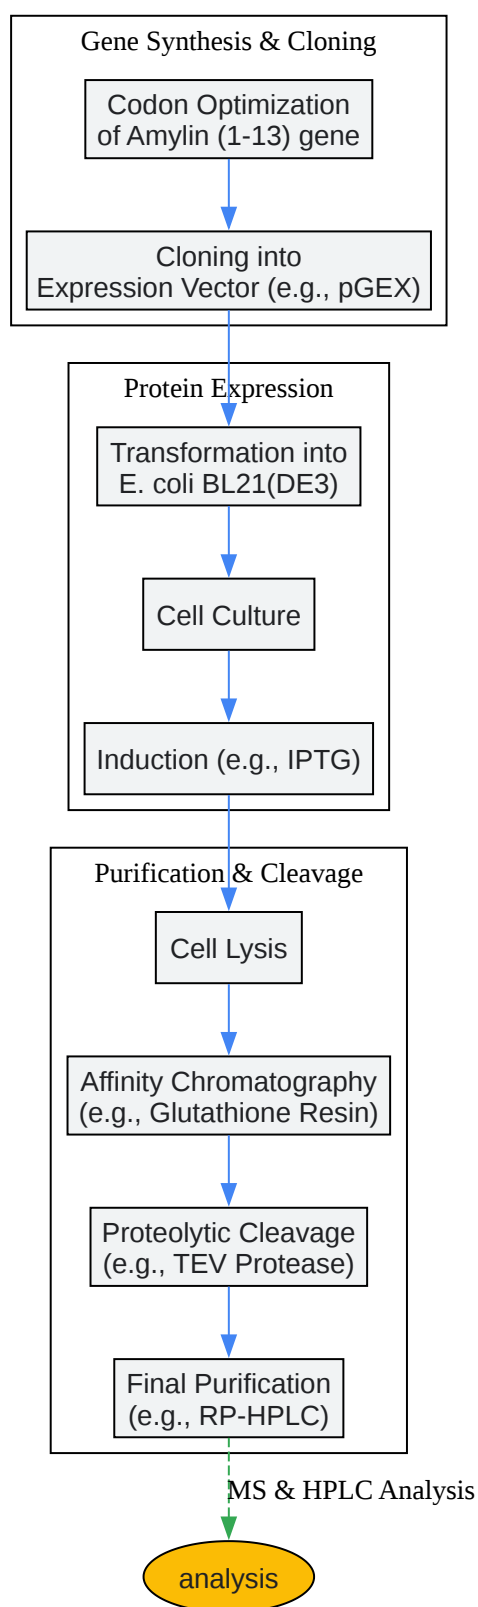 Gene Synthesis & Cloning
Codon Optimization
of Amylin (1-13) gene
Cloning into
Expression Vector (e.g., pGEX)
Protein Expression
Transformation into
E. coli BL21(DE3)
Cell Culture
Induction (e.g., IPTG)
Purification & Cleavage
Cell Lysis
Affinity Chromatography
(e.g., Glutathione Resin)
Proteolytic Cleavage
(e.g., TEV Protease)
Final Purification
(e.g., RP-HPLC)
MS & HPLC Analysis
analysis